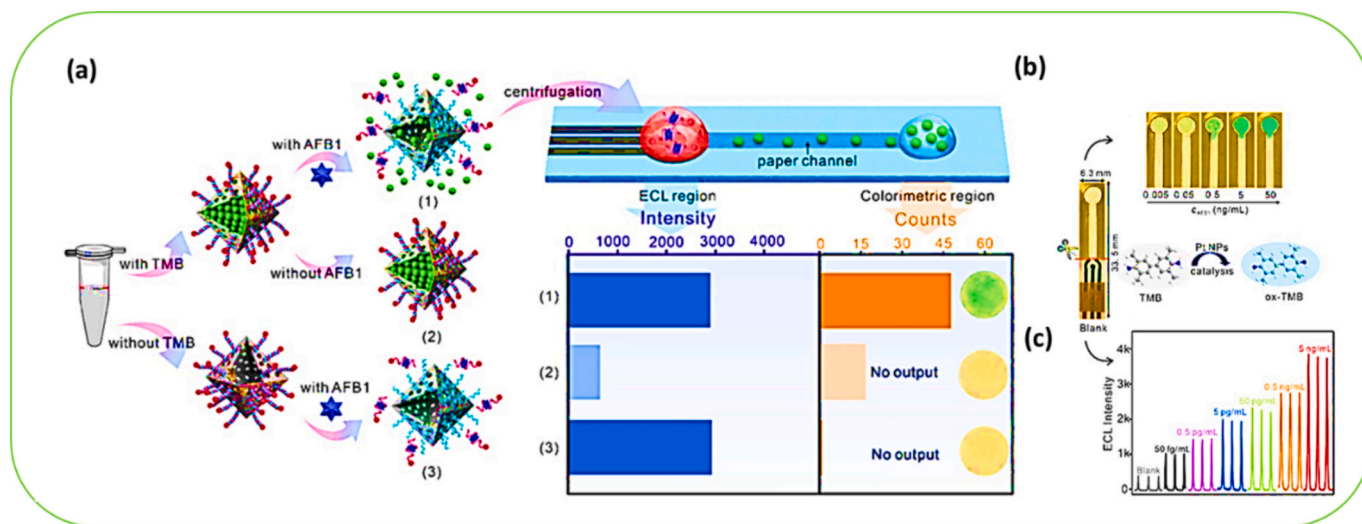 (a)
with AFB1
(1)
centrifugation
paper channel
ECL region
Colorimetric region
Intensity
Counts
0 1000 2000 3000 4000
0 15 30 45 60
with TMB
without AFB1
(2)
without TMB
with AFB1
(3)
(1)
(2)
No output
(3)
No output
(b)
6.3 mm
33.5 mm
0.005 0.05 0.5 5 50
cAFB1 (ng/mL)
Pt NPs
catalysis
TMB
ox-TMB
Blank
(c)
ECL Intensity
4k
3k
2k
1k
0
Blank
50 fg/mL
0.5 pg/mL
5 pg/mL
50 pg/mL
0.5 ng/mL
5 ng/mL